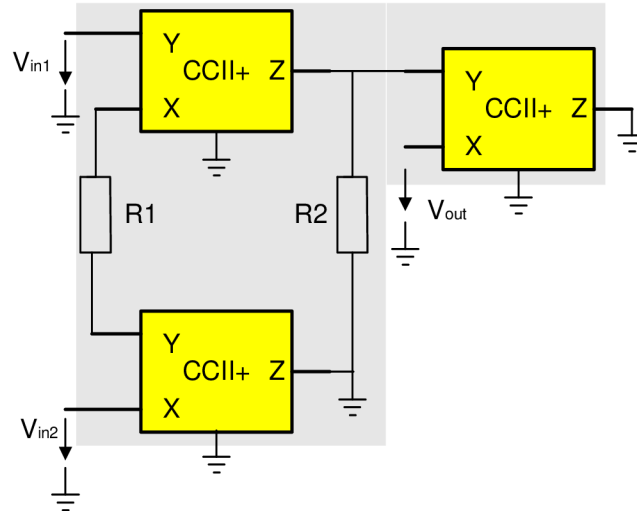 Y
CCII+ Z
X
Vin1
Y
CCII+ Z
X
R1
R2
Vout
Y
CCII+ Z
X
Vin2